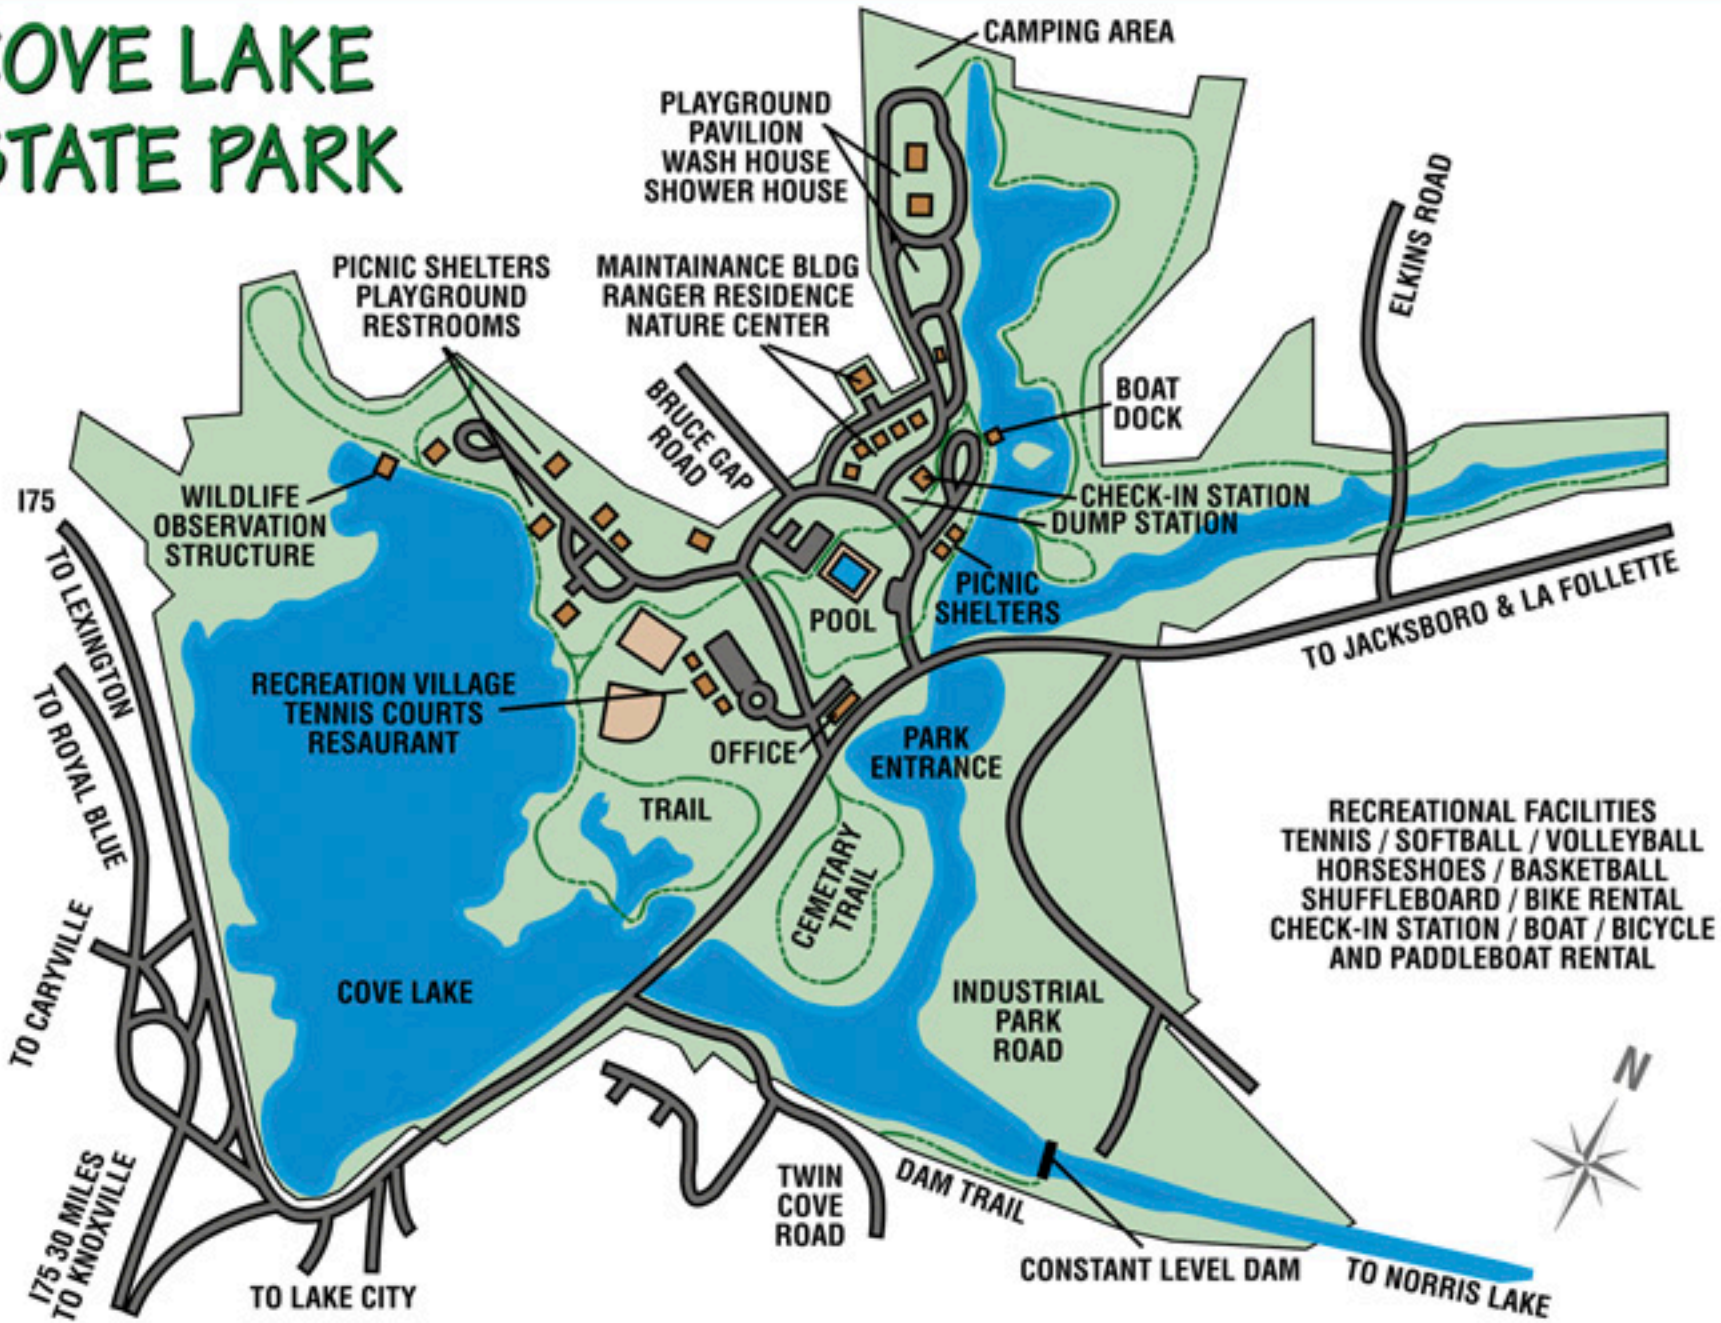 COVE LAKE
STATE PARK
CAMPING AREA
PLAYGROUND
PAVILION
WASH HOUSE
SHOWER HOUSE
PICNIC SHELTERS
PLAYGROUND
RESTROOMS
MAINTAINANCE BLDG
RANGER RESIDENCE
NATURE CENTER
ELKINS ROAD
BRUCE GAP
ROAD
BOAT
DOCK
I75
WILDLIFE
OBSERVATION
STRUCTURE
CHECK-IN STATION
DUMP STATION
TO LEXINGTON
PICNIC
SHELTERS
POOL
TO JACKSBORO & LA FOLLETTE
TO ROYAL BLUE
RECREATION VILLAGE
TENNIS COURTS
RESAURANT
OFFICE
PARK
ENTRANCE
TRAIL
CEMETARY
TRAIL
RECREATIONAL FACILITIES
TENNIS / SOFTBALL / VOLLEYBALL
HORSESHOES / BASKETBALL
SHUFFLEBOARD / BIKE RENTAL
CHECK-IN STATION / BOAT / BICYCLE
AND PADDLEBOAT RENTAL
TO CARYVILLE
COVE LAKE
INDUSTRIAL
PARK
ROAD
N
I75 30 MILES
TO KNOXVILLE
TWIN
COVE
ROAD
DAM TRAIL
CONSTANT LEVEL DAM
TO NORRIS LAKE
TO LAKE CITY